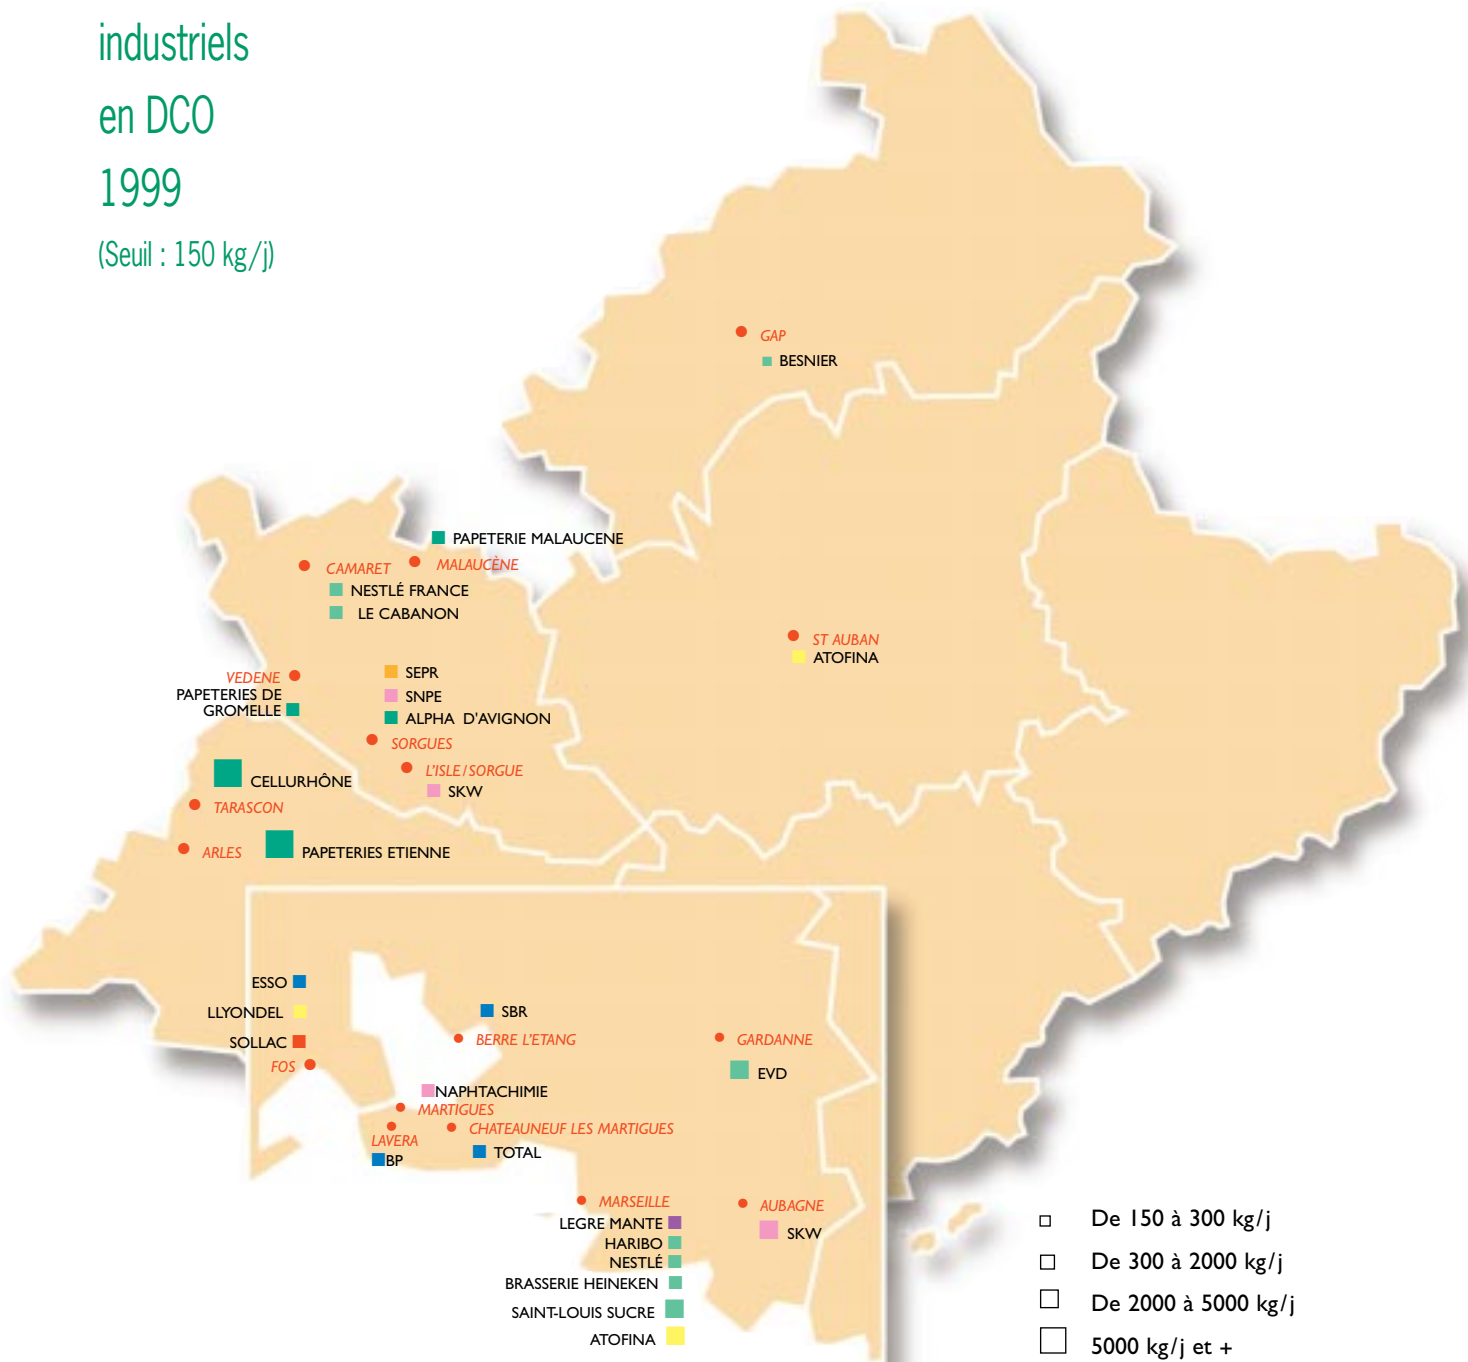 industriels
en DCO
1999
(Seuil : 150 kg/j)
GAP
BESNIER
PAPETERIE MALAUCENE
CAMARET
MALAUCÈNE
NESTLÉ FRANCE
LE CABANON
ST AUBAN
ATOFINA
VEDENE
PAPETERIES DE
GROMELLE
SEPR
SNPE
ALPHA D'AVIGNON
SORGUES
L'ISLE/SORGUE
SKW
CELLURHÔNE
TARASCON
ARLES
PAPETERIES ETIENNE
ESSO
LLYONDEL
SOLLAC
FOS
SBR
BERRE L'ETANG
GARDANNE
EVD
NAPHTACHIMIE
MARTIGUES
LAVERA
CHATEAUNEUF LES MARTIGUES
BP
TOTAL
MARSEILLE
LEGRE MANTE
HARIBO
NESTLÉ
BRASSERIE HEINEKEN
SAINT-LOUIS SUCRE
ATOFINA
AUBAGNE
SKW
De 150 à 300 kg/j
De 300 à 2000 kg/j
De 2000 à 5000 kg/j
5000 kg/j et +